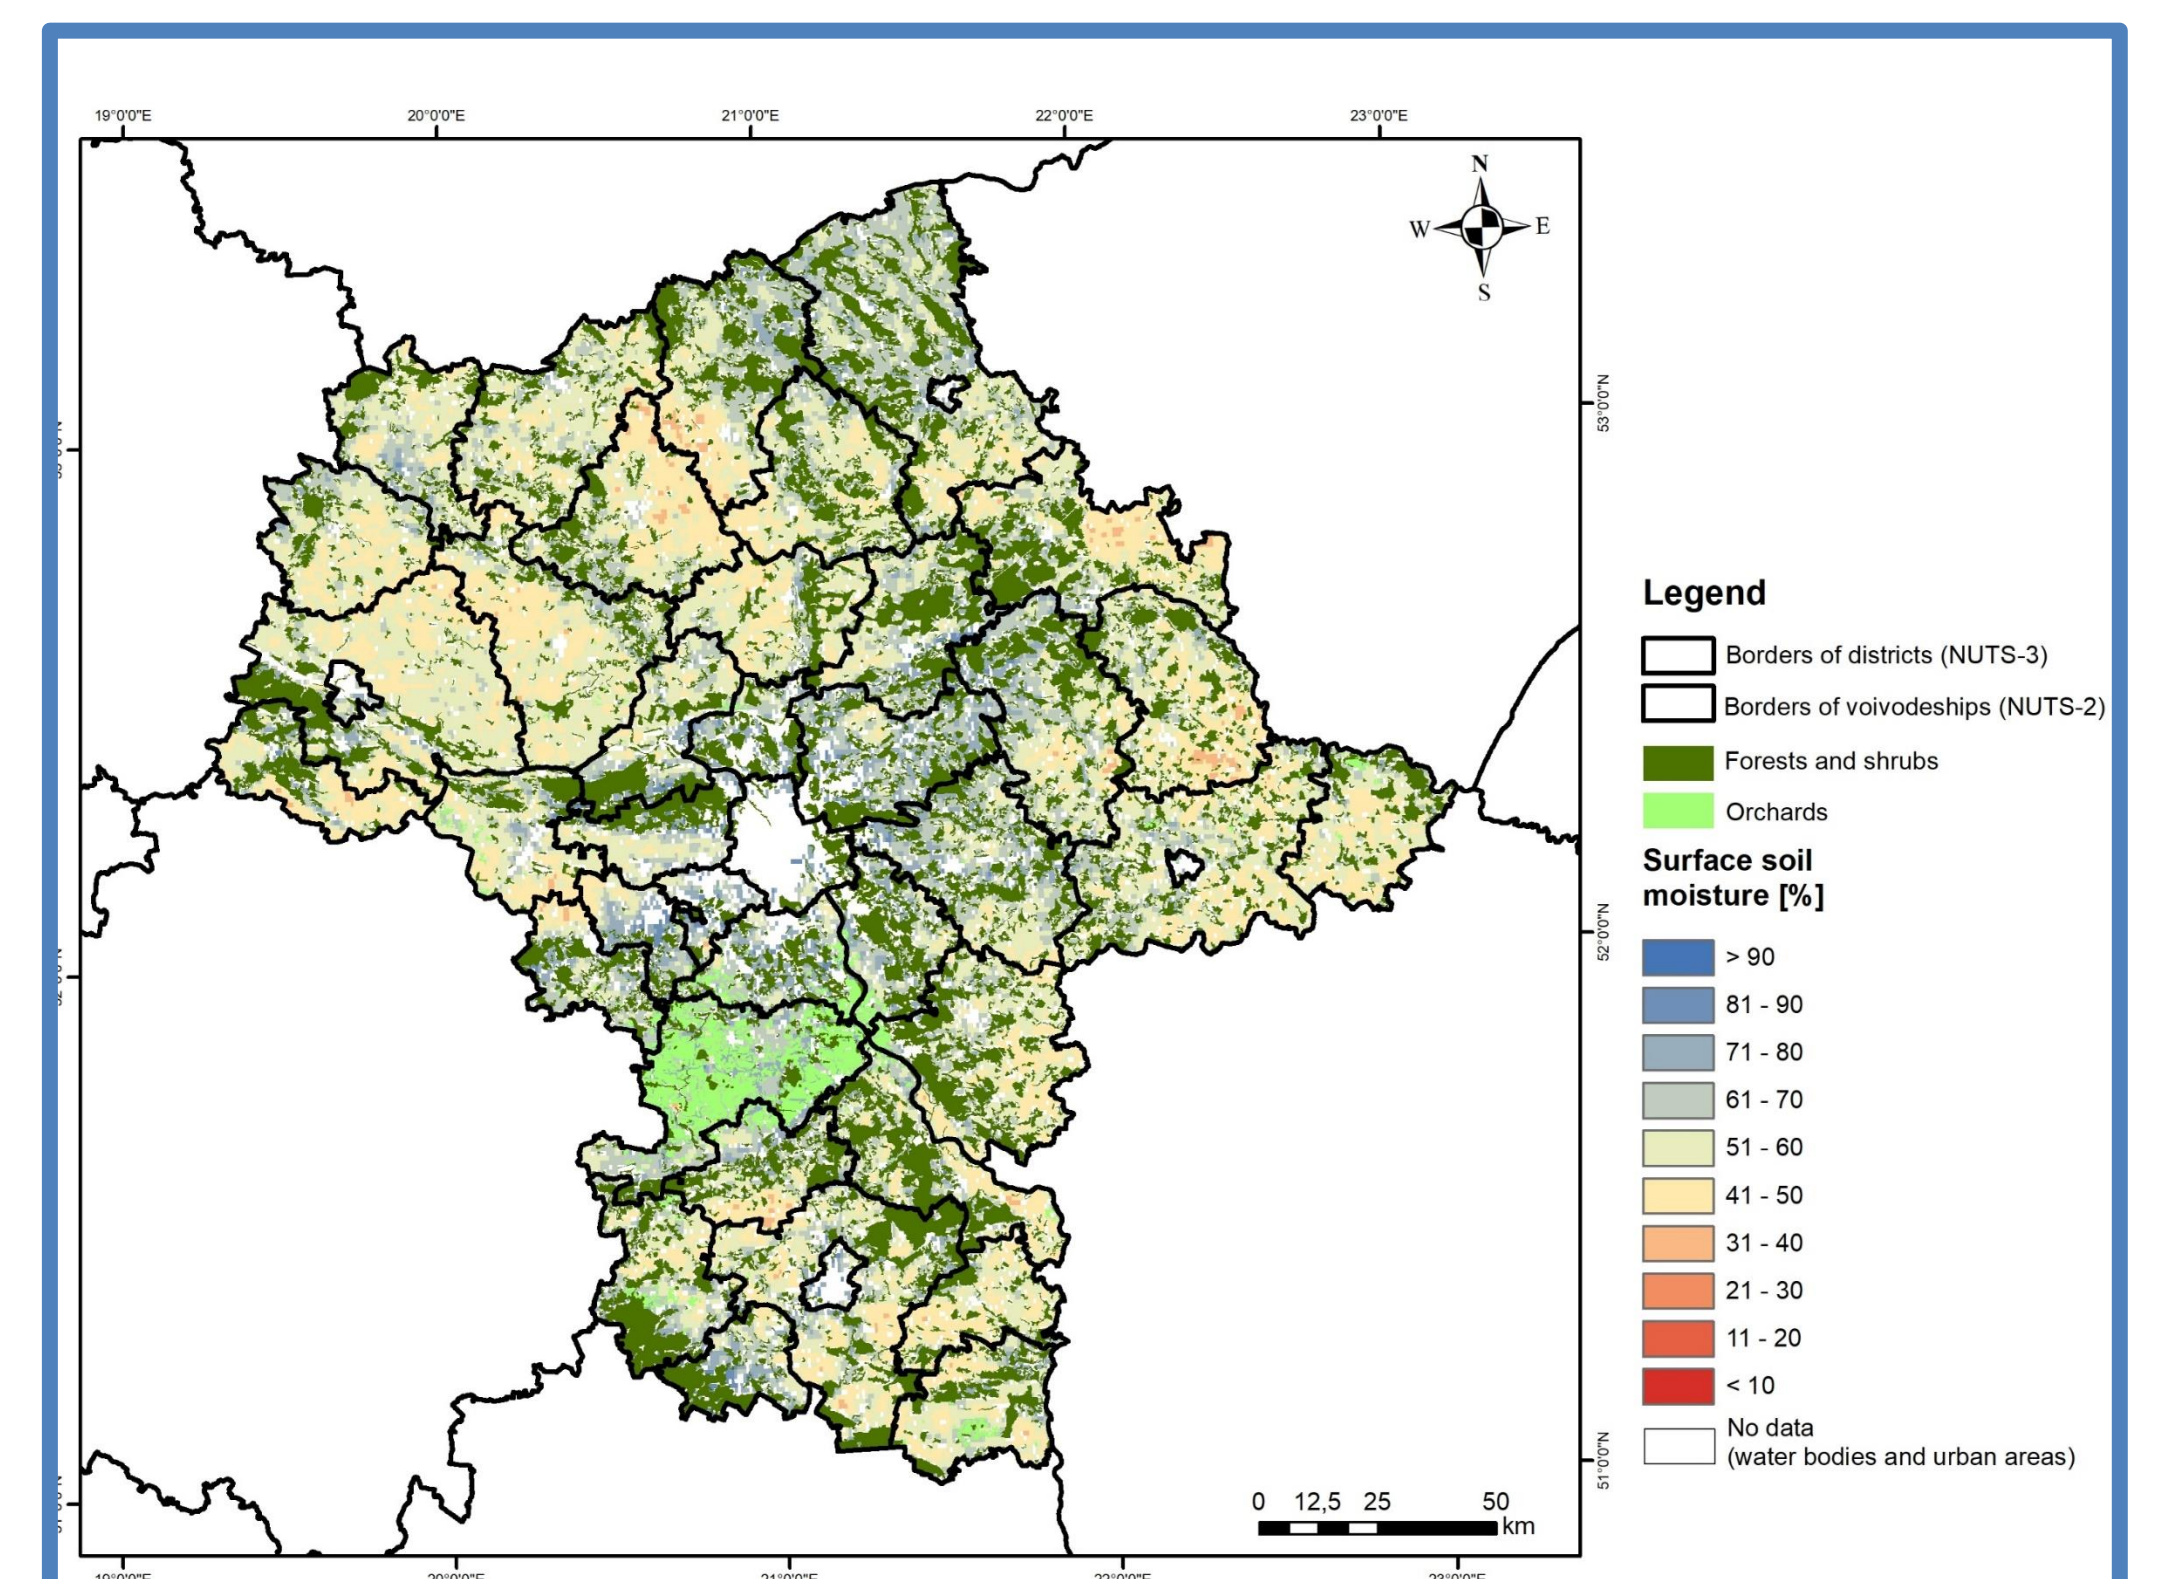 19°0'0"E 20°0'0"E 21°0'0"E 22°0'0"E 23°0'0"E
N
W E
S
53°0'0"N
52°0'0"N
51°0'0"N
Legend
Borders of districts (NUTS-3)
Borders of voivodeships (NUTS-2)
Forests and shrubs
Orchards
Surface soil
moisture [%]
> 90
81 - 90
71 - 80
61 - 70
51 - 60
41 - 50
31 - 40
21 - 30
11 - 20
< 10
No data
(water bodies and urban areas)
0 12,5 25 50
km